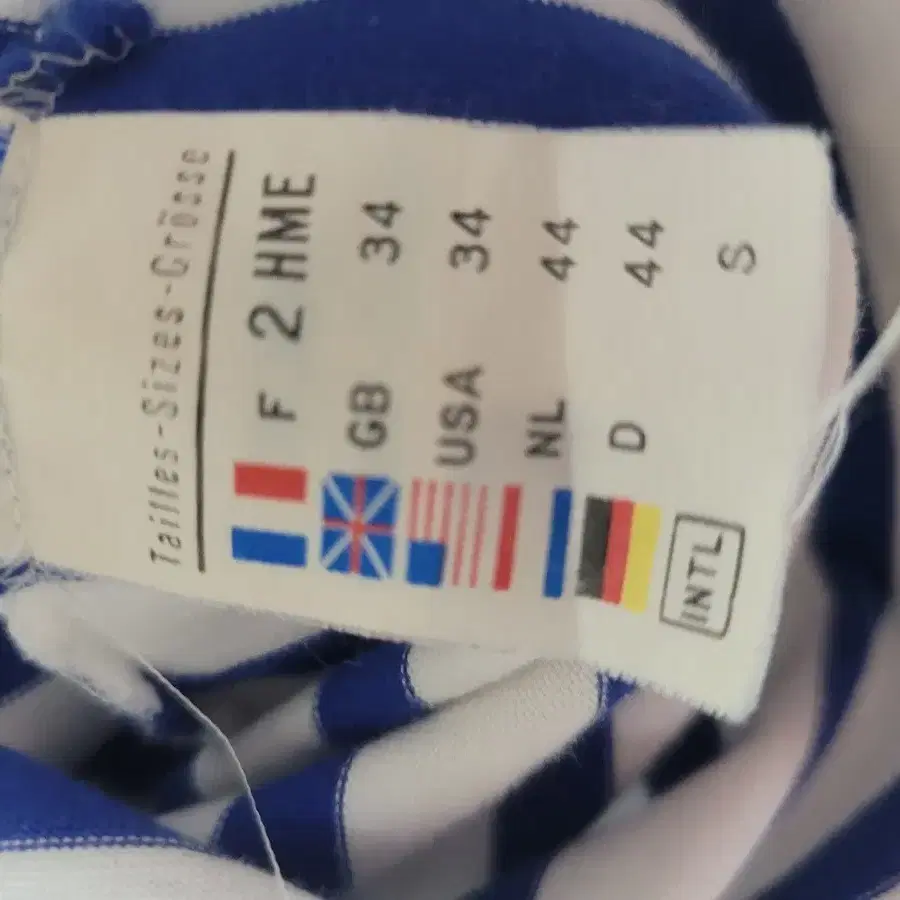 Tailles-Sizes-Grösse
F 2 HME
GB 34
USA 34
NL 44
D 44
INTL S